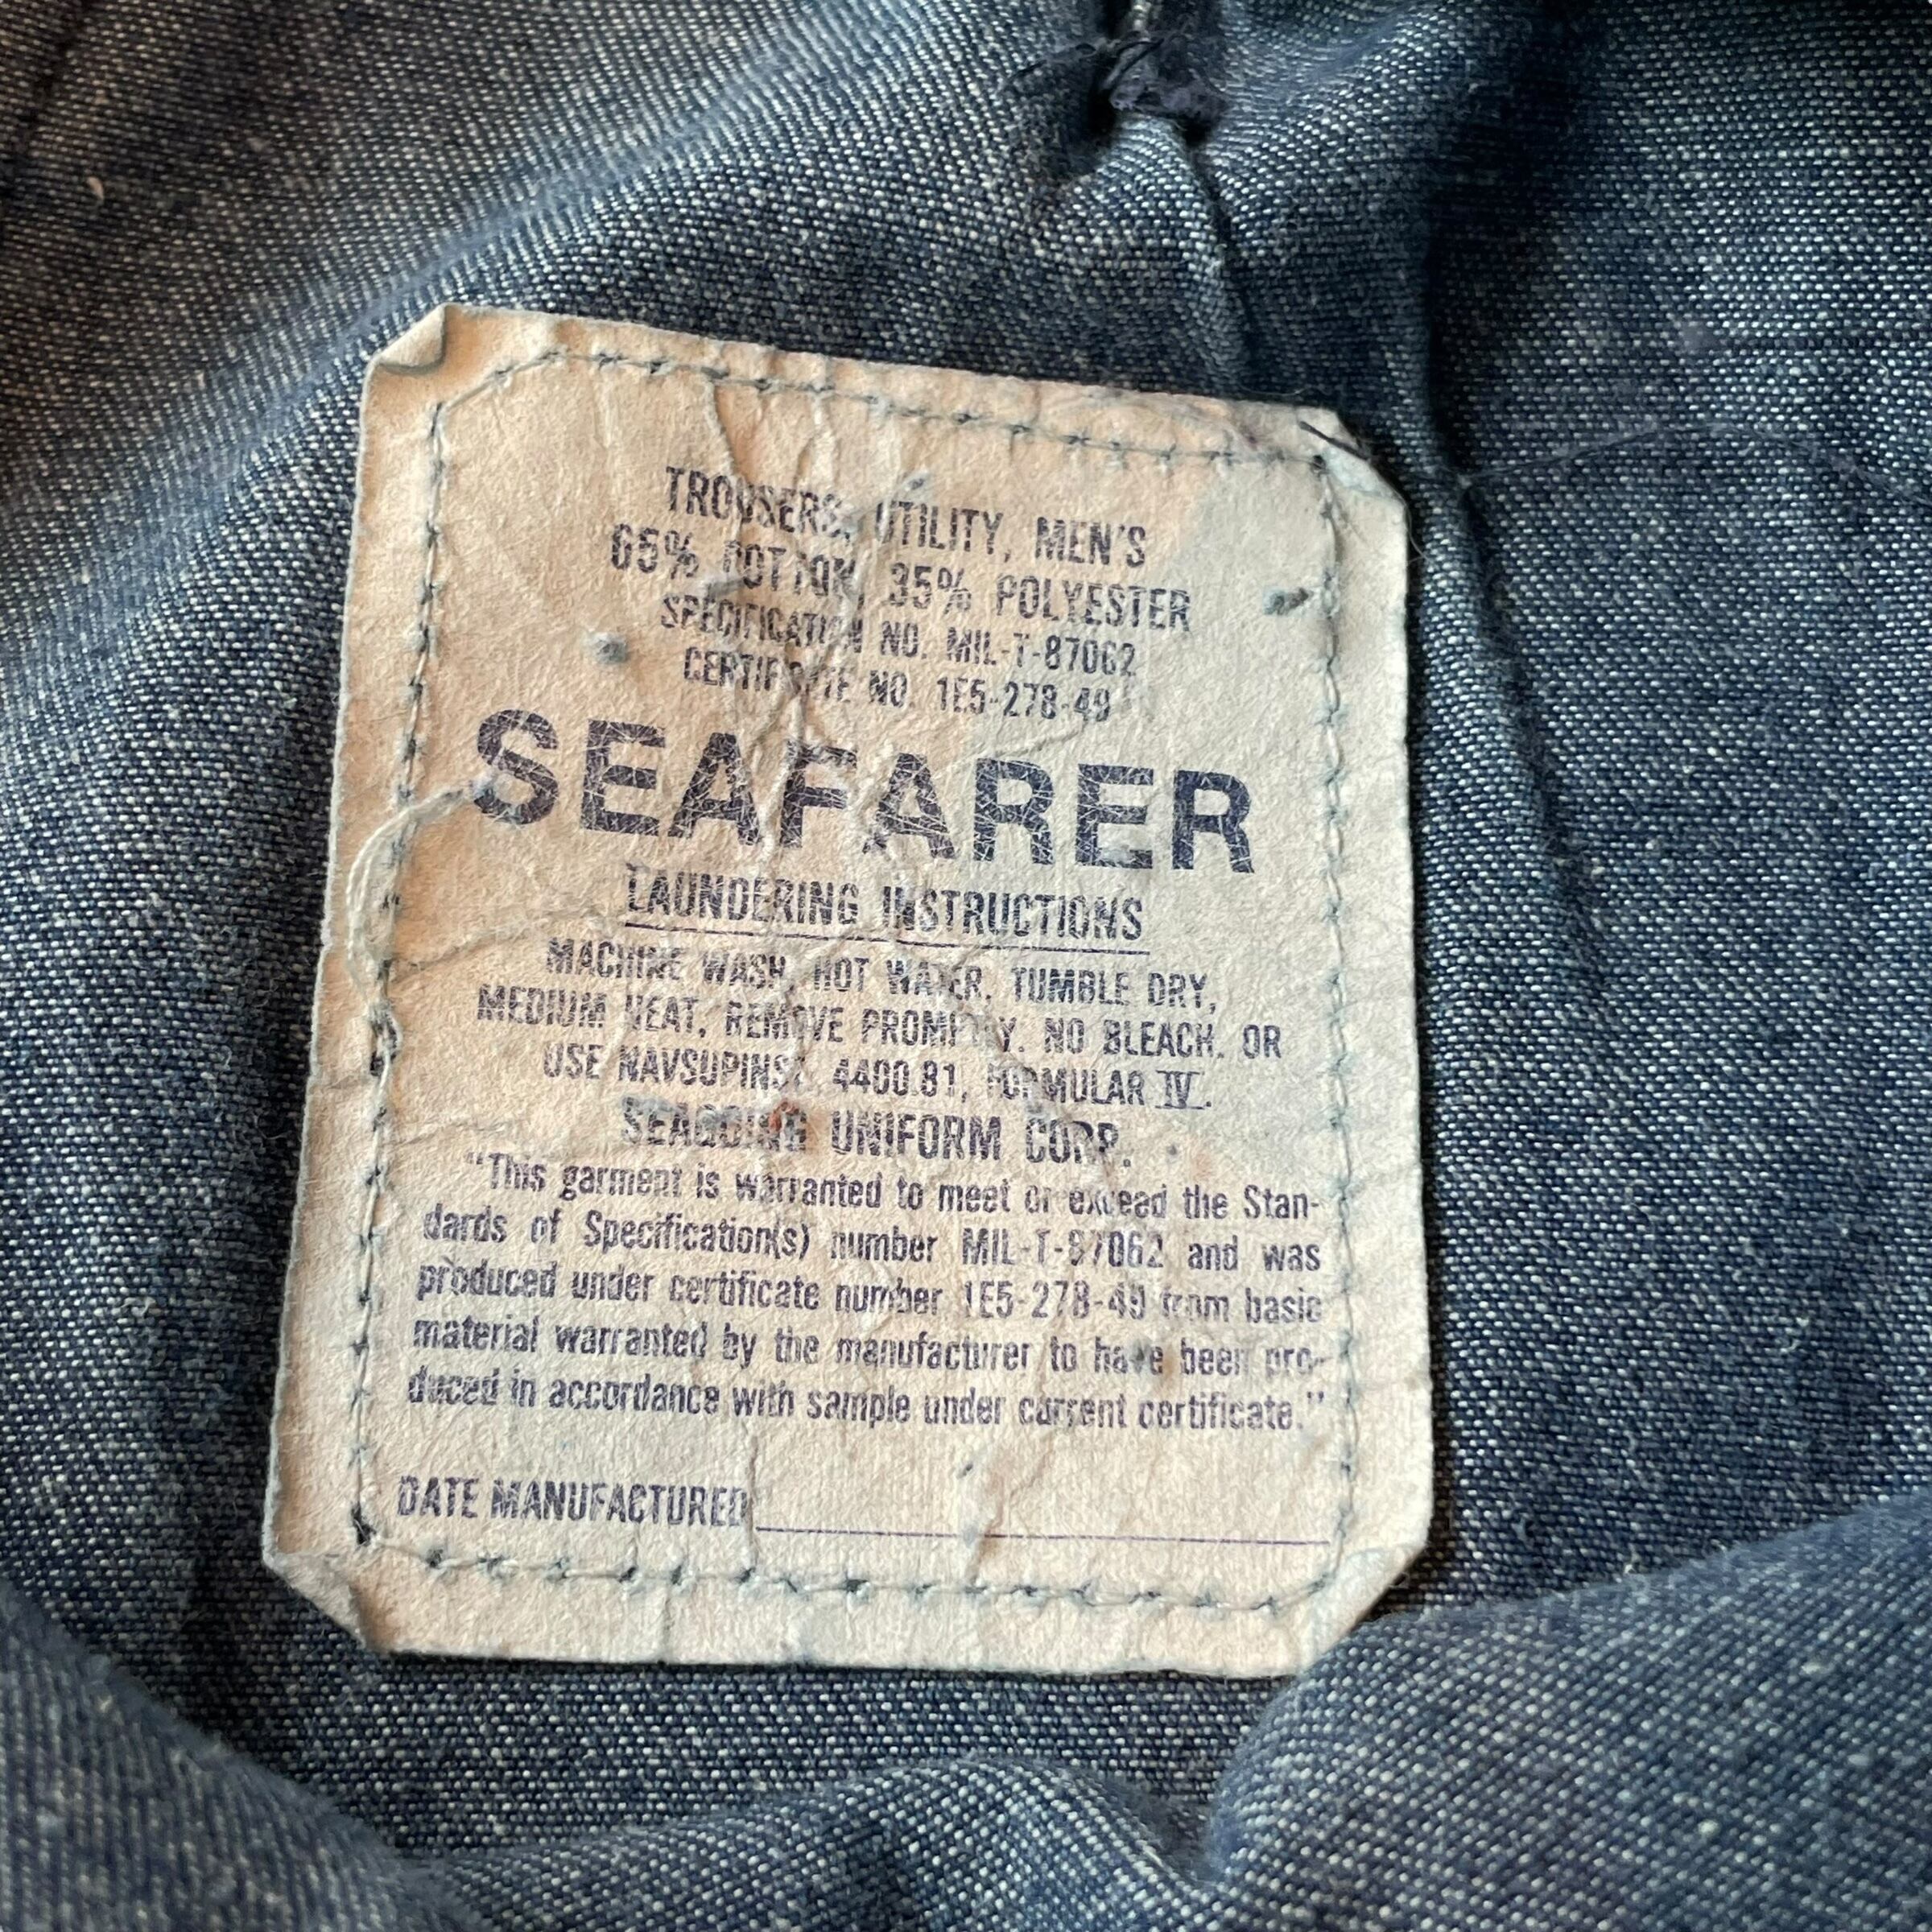 TROUSERS, UTILITY, MEN'S
65% COTTON, 35% POLYESTER
SPECIFICATION NO. MIL-T-87062
CERTIFICATE NO. 1E5-278-49
SEAFARER
LAUNDERING INSTRUCTIONS
MACHINE WASH, HOT WATER. TUMBLE DRY,
MEDIUM HEAT, REMOVE PROMPTLY. NO BLEACH. OR
USE NAVSUPINST. 4400.81, FORMULAR IV.
SEAGOING UNIFORM CORP.
"This garment is warranted to meet or exceed the Stan-
dards of Specification(s) number MIL-T-87062 and was
produced under certificate number 1E5-278-49 from basic
material warranted by the manufacturer to have been pro-
duced in accordance with sample under current certificate."
DATE MANUFACTURED